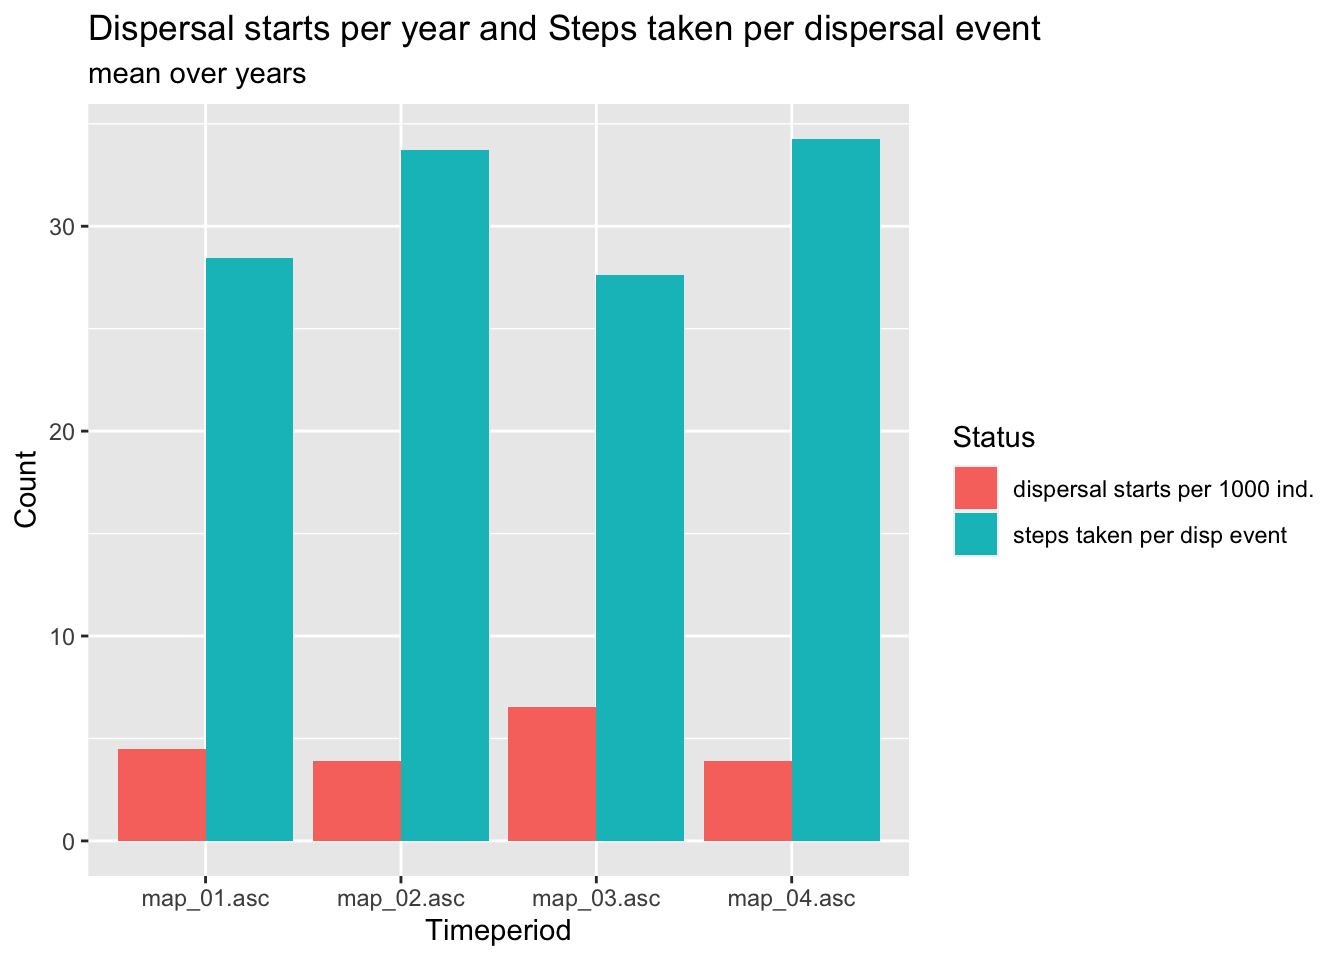 Dispersal starts per year and Steps taken per dispersal event
mean over years
Count
30
20
10
0
map_01.asc
map_02.asc
map_03.asc
map_04.asc
Timeperiod
Status
dispersal starts per 1000 ind.
steps taken per disp event